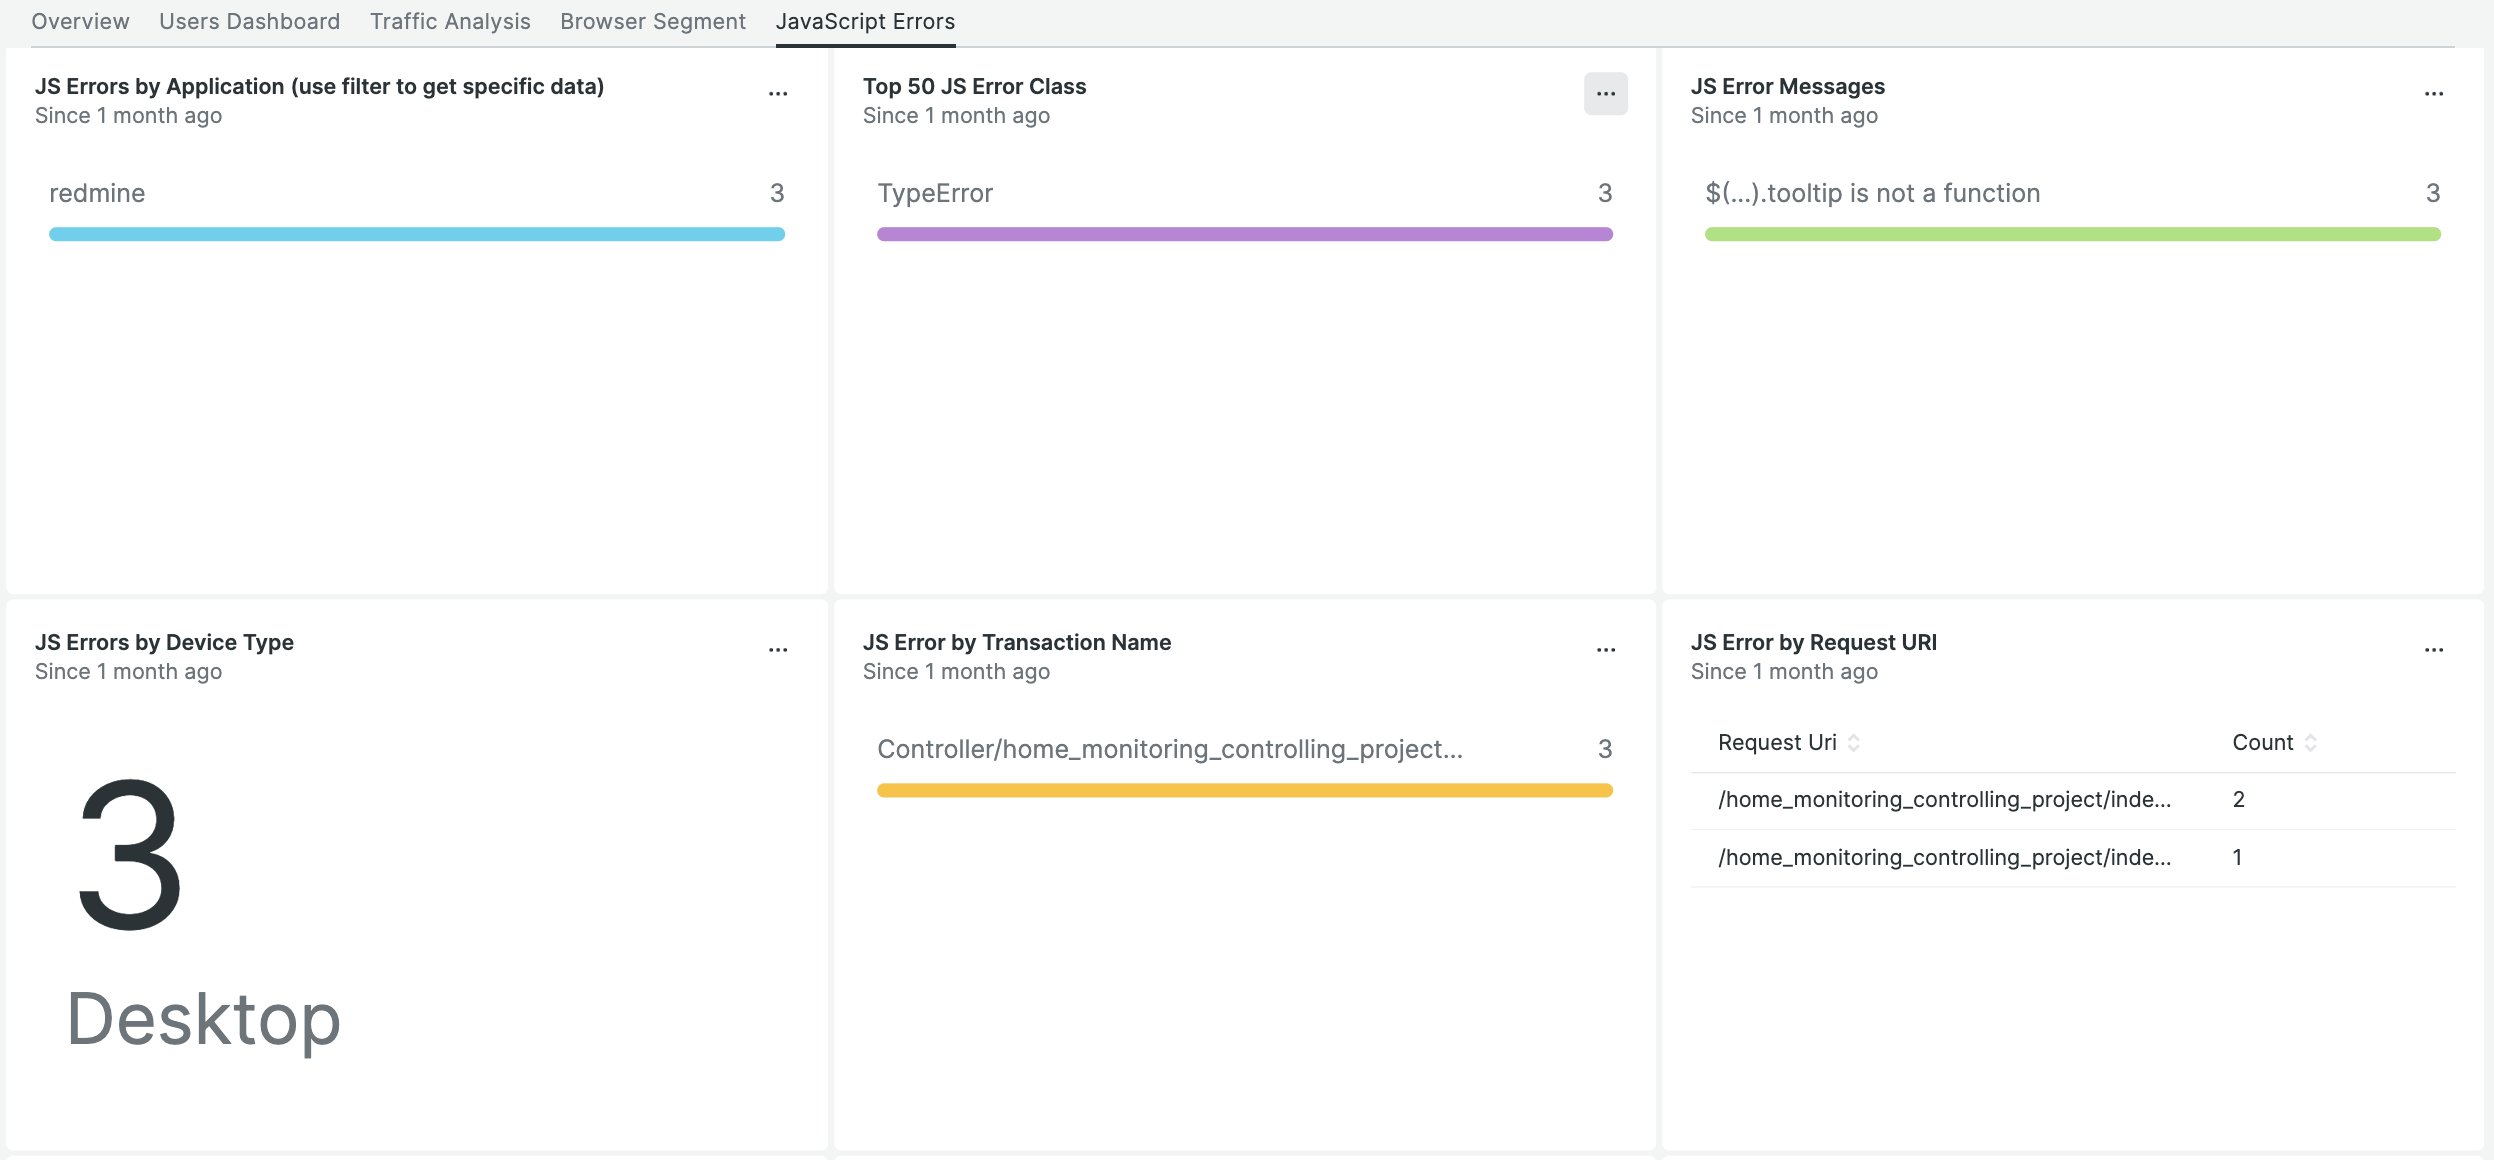 Overview Users Dashboard Traffic Analysis Browser Segment JavaScript Errors
JS Errors by Application (use filter to get specific data)
Since 1 month ago
redmine 3
Top 50 JS Error Class
Since 1 month ago
TypeError 3
JS Error Messages
Since 1 month ago
$(...).tooltip is not a function 3
JS Errors by Device Type
Since 1 month ago
3
Desktop
JS Error by Transaction Name
Since 1 month ago
Controller/home_monitoring_controlling_project... 3
JS Error by Request URI
Since 1 month ago
Request Uri Count
/home_monitoring_controlling_project/inde... 2
/home_monitoring_controlling_project/inde... 1